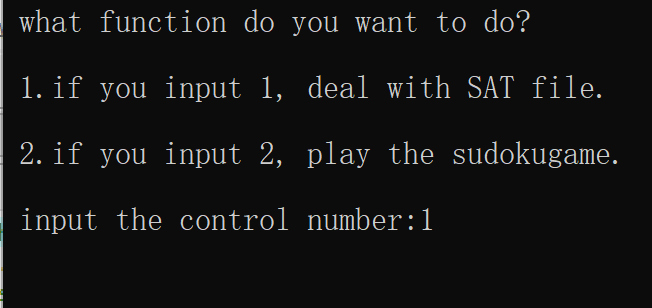 what function do you want to do?
1.if you input 1, deal with SAT file.
2.if you input 2, play the sudokugame.
input the control number:1